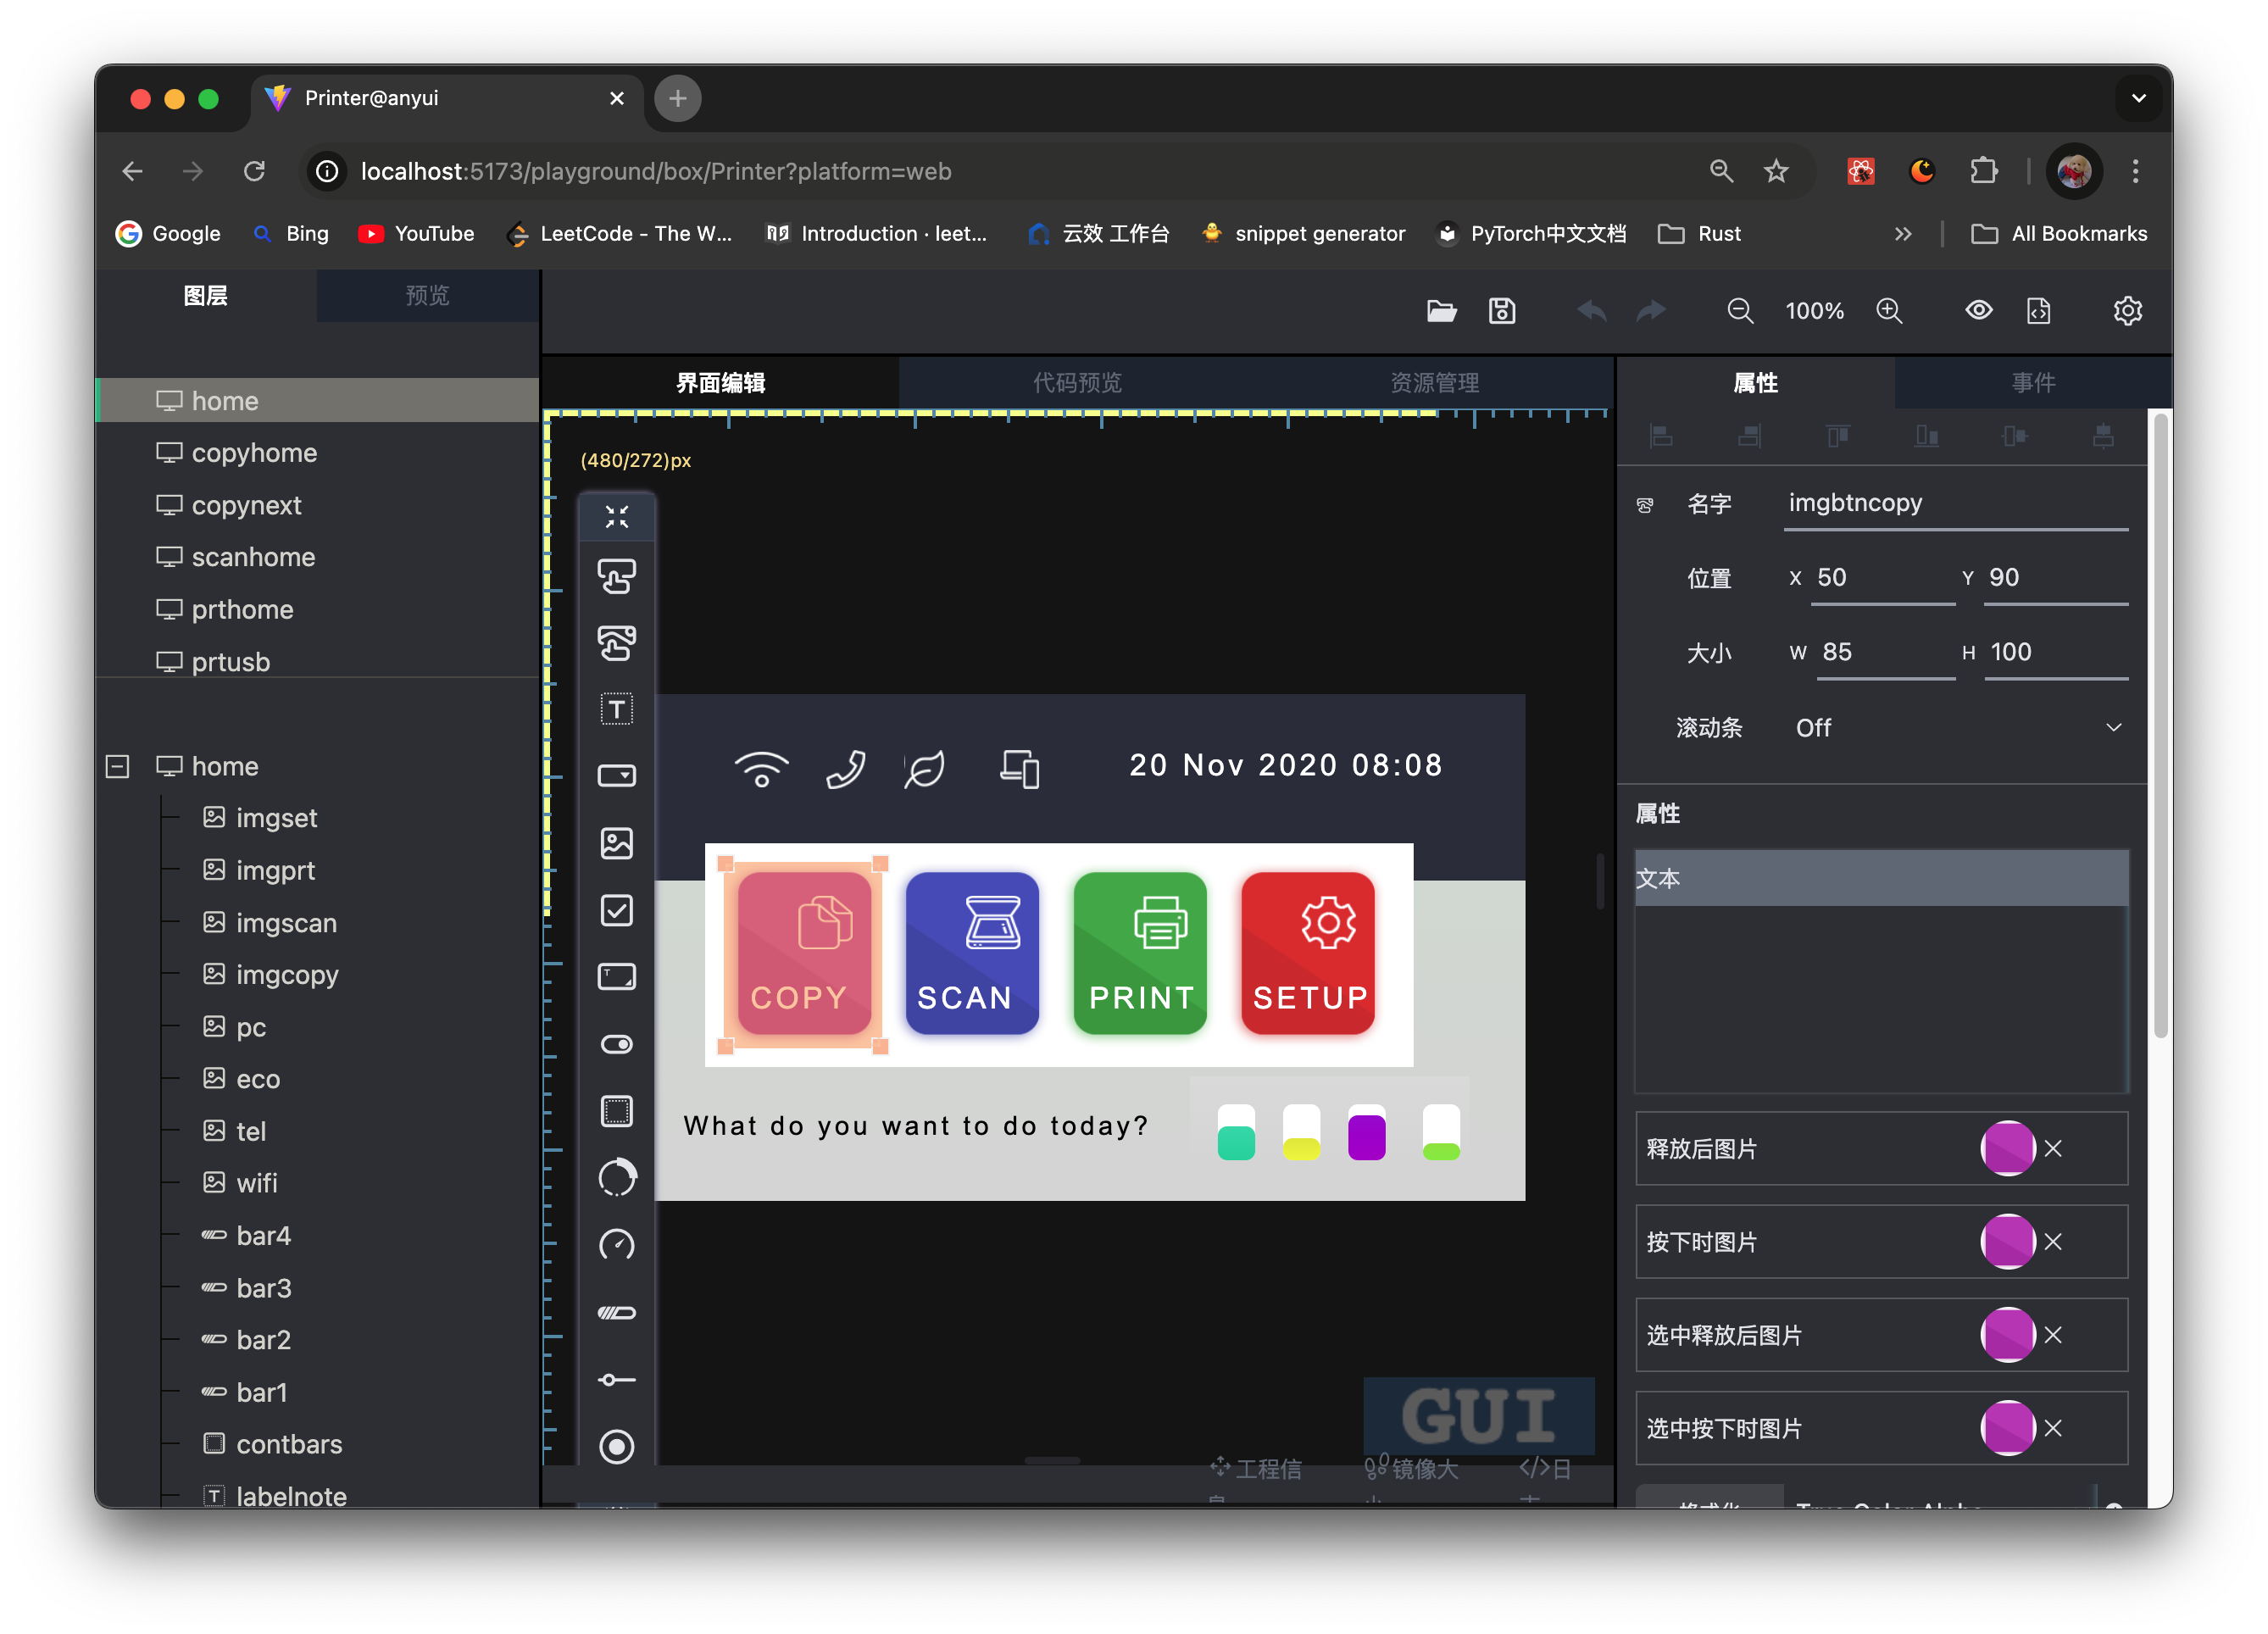 Printer@anyui
localhost:5173/playground/box/Printer?platform=web
Google
Bing
YouTube
LeetCode - The W...
Introduction · leet...
云效 工作台
snippet generator
PyTorch中文文档
Rust
All Bookmarks
图层
预览
100%
home
copyhome
copynext
scanhome
prthome
prtusb
home
imgset
imgprt
imgscan
imgcopy
pc
eco
tel
wifi
bar4
bar3
bar2
bar1
contbars
labelnote
界面编辑
代码预览
资源管理
(480/272)px
20 Nov 2020 08:08
COPY
SCAN
PRINT
SETUP
What do you want to do today?
GUI
工程信
镜像大
日
属性
事件
名字 imgbtncopy
位置 X 50 Y 90
大小 W 85 H 100
滚动条 Off
属性
文本
释放后图片
按下时图片
选中释放后图片
选中按下时图片